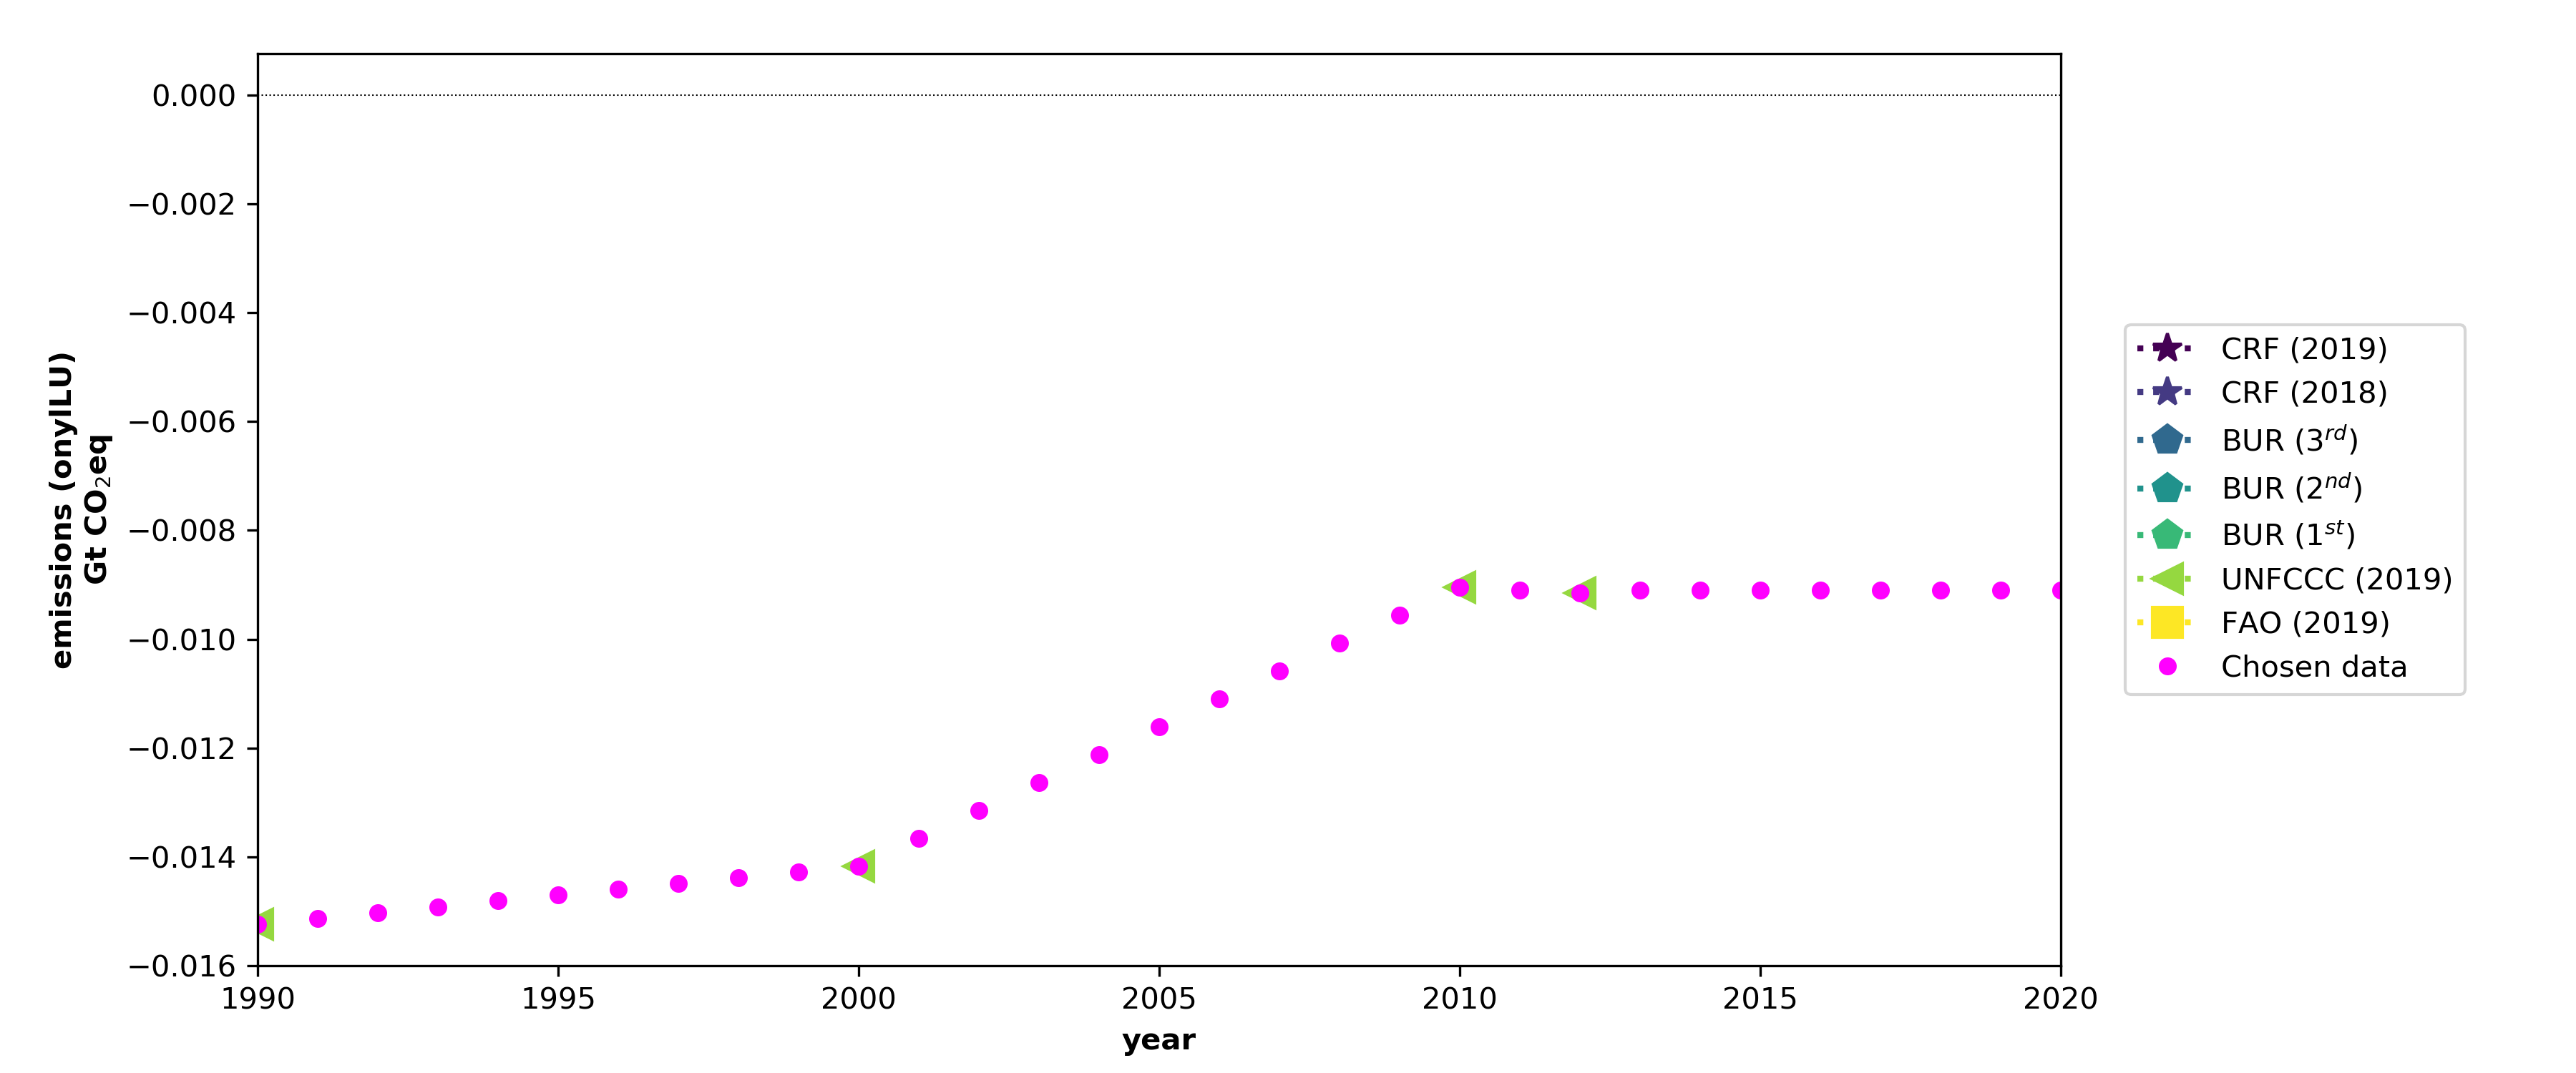 0.000
−0.002
−0.004
−0.006
−0.008
−0.010
−0.012
−0.014
−0.016
emissions (onylLU)
Gt CO₂eq
1990 1995 2000 2005 2010 2015 2020
year
CRF (2019)
CRF (2018)
BUR (3ʳᵈ)
BUR (2ⁿᵈ)
BUR (1ˢᵗ)
UNFCCC (2019)
FAO (2019)
Chosen data